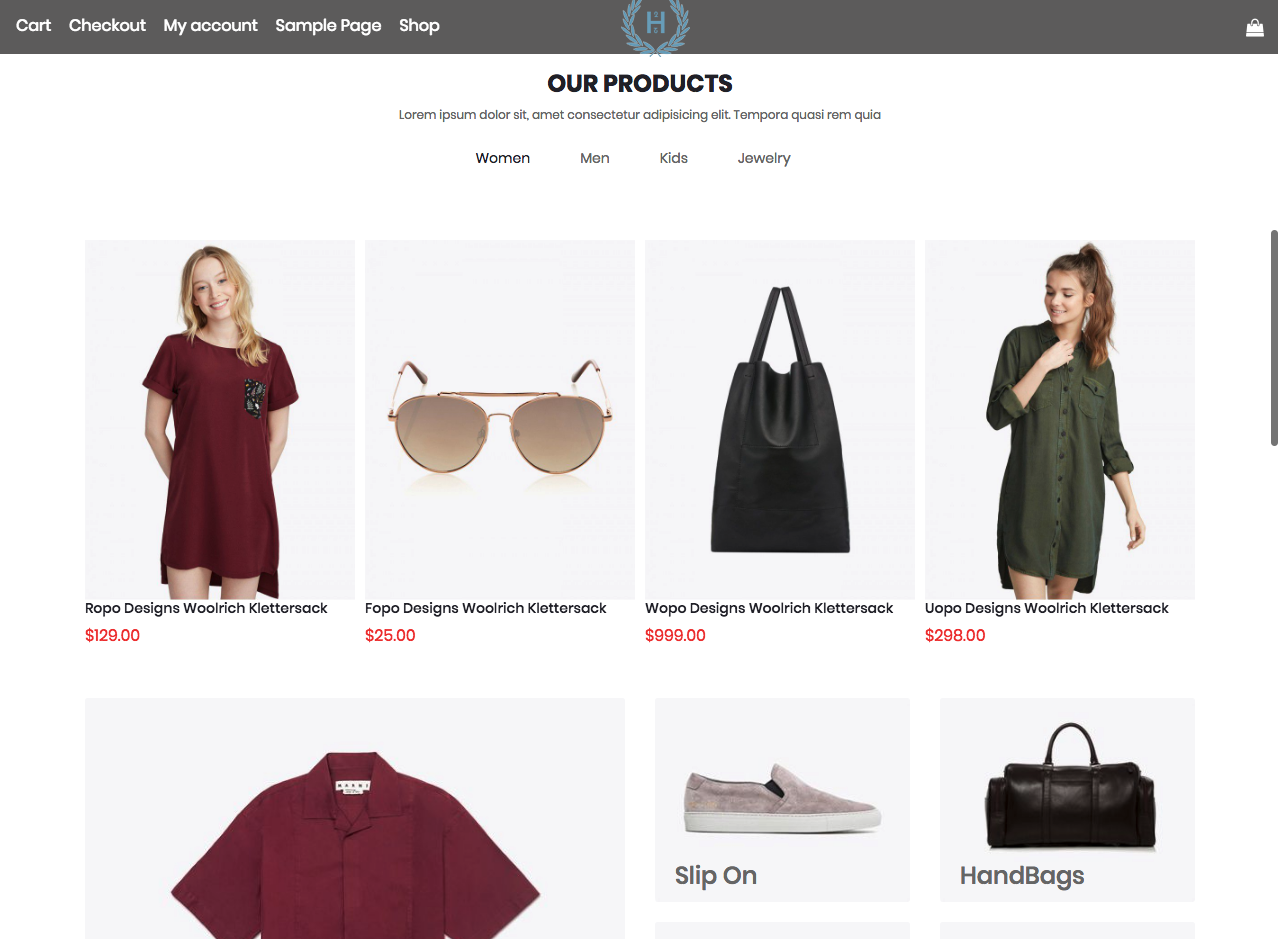 Cart Checkout My account Sample Page Shop
H
OUR PRODUCTS
Lorem ipsum dolor sit, amet consectetur adipisicing elit. Tempora quasi rem quia
Women Men Kids Jewelry
Ropo Designs Woolrich Klettersack Fopo Designs Woolrich Klettersack Wopo Designs Woolrich Klettersack Uopo Designs Woolrich Klettersack
$129.00 $25.00 $999.00 $298.00
MARNI
Slip On HandBags